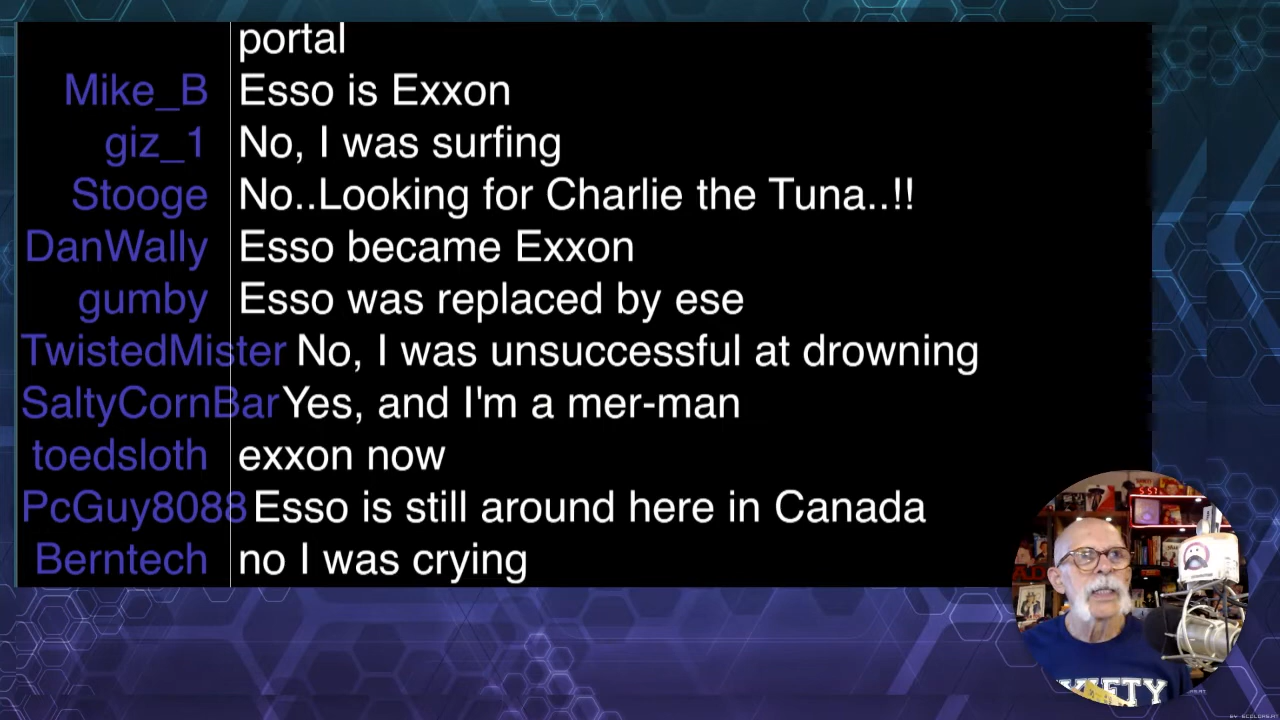 portal
Mike_B Esso is Exxon
giz_1 No, I was surfing
Stooge No..Looking for Charlie the Tuna..!!
DanWally Esso became Exxon
gumby Esso was replaced by ese
TwistedMister No, I was unsuccessful at drowning
SaltyCornBar Yes, and I'm a mer-man
toedsloth exxon now
PcGuy8088 Esso is still around here in Canada
Berntech no I was crying